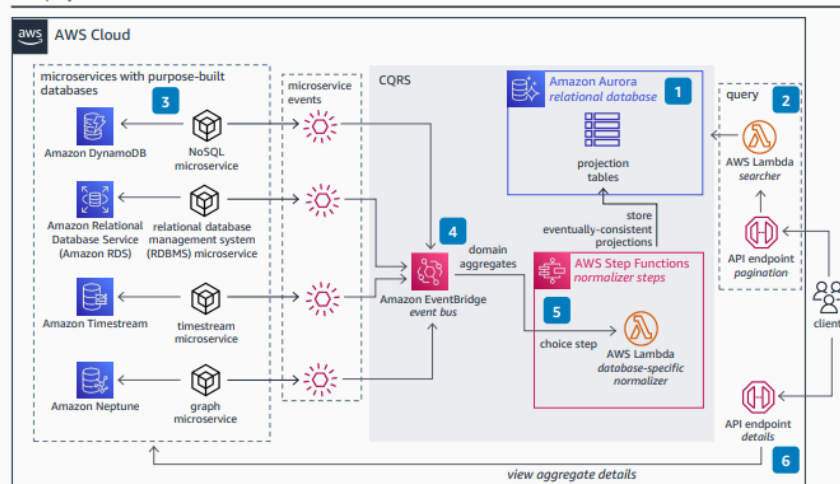 aws
AWS Cloud
microservices with purpose-built
databases
3
Amazon DynamoDB
NoSQL
microservice
Amazon Relational
Database Service
(Amazon RDS)
relational database
management system
(RDBMS) microservice
Amazon Timestream
timestream
microservice
Amazon Neptune
graph
microservice
microservice
events
CQRS
4
Amazon EventBridge
event bus
domain
aggregates
Amazon Aurora
relational database
1
projection
tables
store
eventually-consistent
projections
AWS Step Functions
normalizer steps
5
choice step
AWS Lambda
database-specific
normalizer
query
2
AWS Lambda
searcher
API endpoint
pagination
client
API endpoint
details
6
view aggregate details